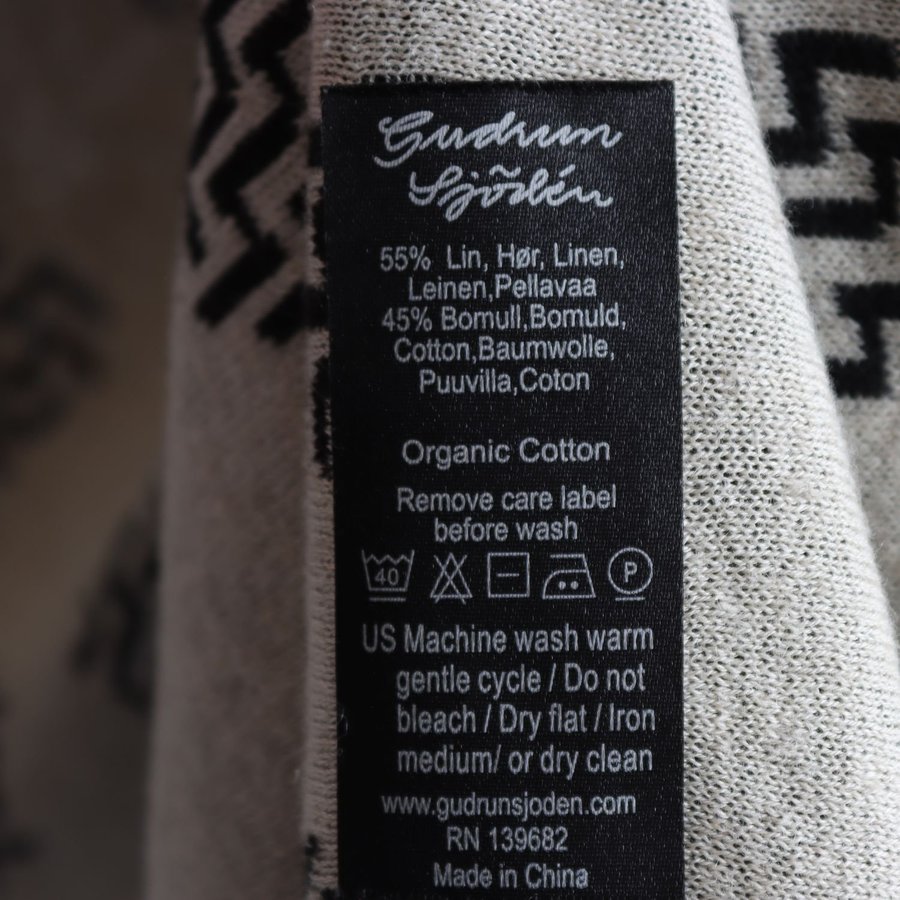 Gudrun
Sjödén
55% Lin, Hør, Linen,
Leinen,Pellavaa
45% Bomull,Bomuld,
Cotton,Baumwolle,
Puuvilla,Coton
Organic Cotton
Remove care label
before wash
40 P
US Machine wash warm
gentle cycle / Do not
bleach / Dry flat / Iron
medium/ or dry clean
www.gudrunsjoden.com
RN 139682
Made in China